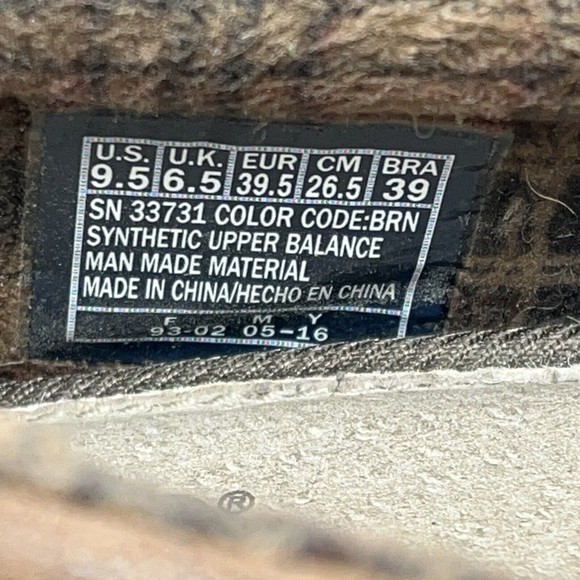 U.S. U.K. EUR CM BRA
9.5 6.5 39.5 26.5 39
SN 33731 COLOR CODE:BRN
SYNTHETIC UPPER BALANCE
MAN MADE MATERIAL
MADE IN CHINA/HECHO EN CHINA
F M Y
93-02 05-16
®